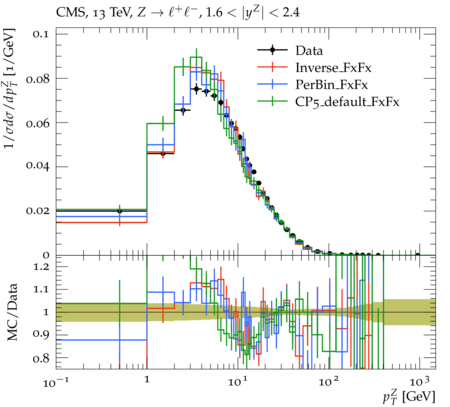 CMS, 13 TeV, Z → ℓ⁺ℓ⁻, 1.6 < |y^Z| < 2.4
1/σdσ/dp_T^Z [1/GeV]
0.1
0.08
0.06
0.04
0.02
0
Data
Inverse_FxFx
PerBin_FxFx
CP5_default_FxFx
MC/Data
1.2
1.1
1
0.9
0.8
10⁻¹ 1 10¹ 10² 10³
p_T^Z [GeV]